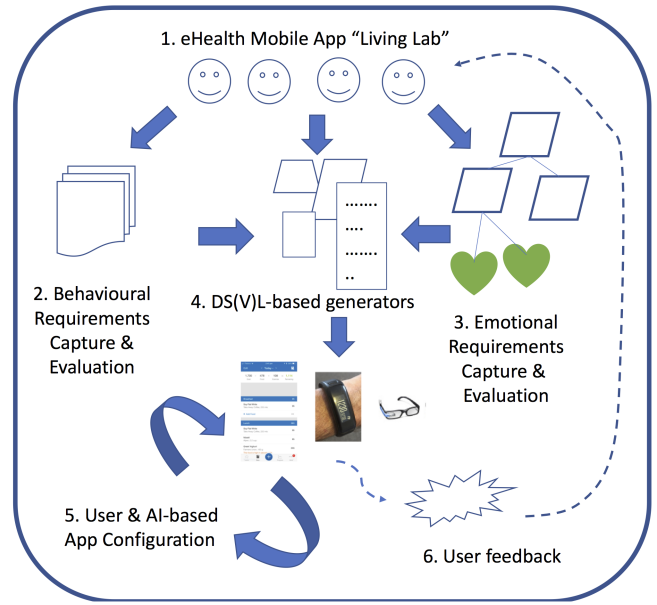 1. eHealth Mobile App “Living Lab”
2. Behavioural
Requirements
Capture &
Evaluation
4. DS(V)L-based generators
3. Emotional
Requirements
Capture &
Evaluation
5. User & AI-based
App Configuration
6. User feedback